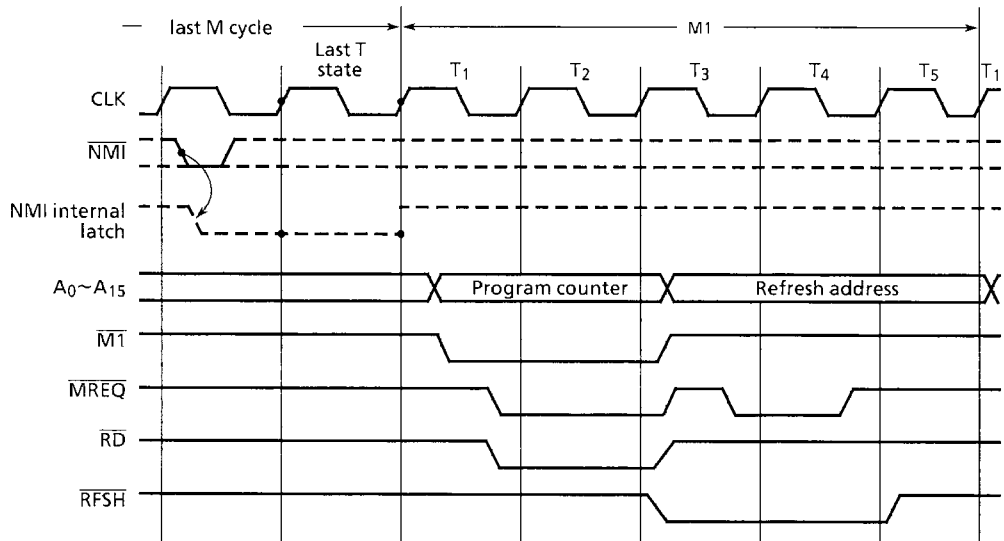 last M cycle
M1
Last T
state
T1
T2
T3
T4
T5
T1
CLK
NMI
NMI internal
latch
A0~A15
Program counter
Refresh address
M1
MREQ
RD
RFSH